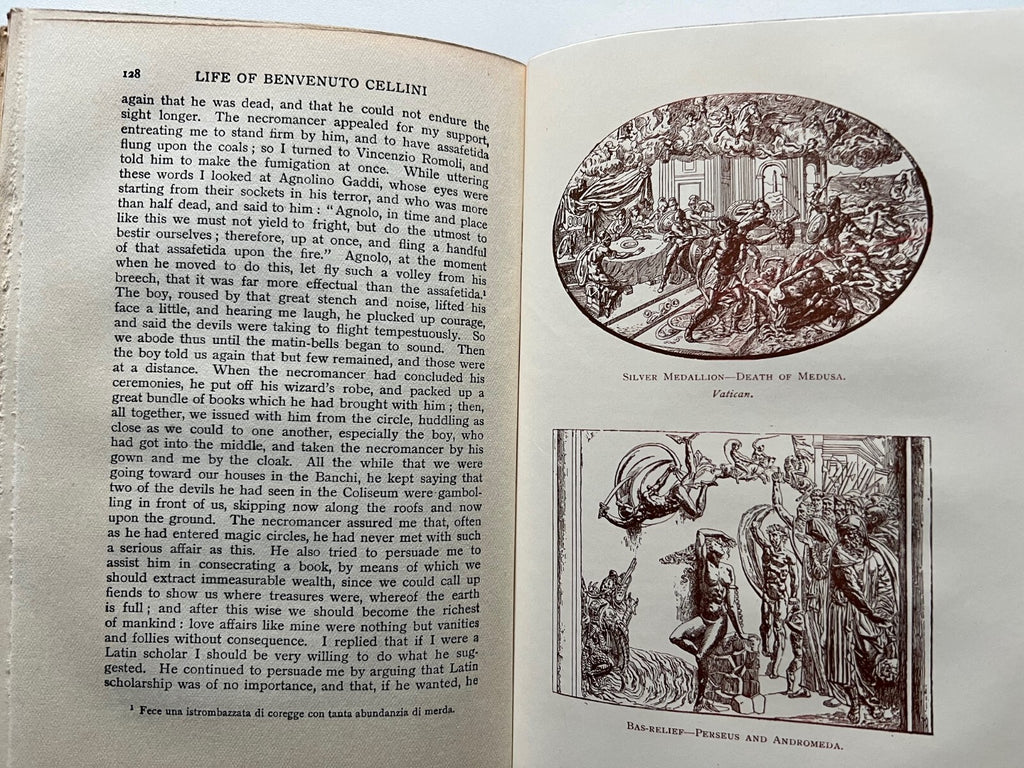 128 LIFE OF BENVENUTO CELLINI
again that he was dead, and that he could not endure the
sight longer. The necromancer appealed for my support,
entreating me to stand firm by him, and to have assafetida
flung upon the coals; so I turned to Vincenzio Romoli, and
told him to make the fumigation at once. While uttering
these words I looked at Agnolino Gaddi, whose eyes were
starting from their sockets in his terror, and who was more
than half dead, and said to him: “Agnolo, in time and place
like this we must not yield to fright, but do the utmost to
bestir ourselves; therefore, up at once, and fling a handful
of that assafetida upon the fire.” Agnolo, at the moment
when he moved to do this, let fly such a volley from his
breech, that it was far more effectual than the assafetida.¹
The boy, roused by that great stench and noise, lifted his
face a little, and hearing me laugh, he plucked up courage,
and said the devils were taking to flight tempestuously. So
we abode thus until the matin-bells began to sound. Then
the boy told us again that but few remained, and those were
at a distance. When the necromancer had concluded his
ceremonies, he put off his wizard's robe, and packed up a
great bundle of books which he had brought with him; then,
all together, we issued with him from the circle, huddling as
close as we could to one another, especially the boy, who
had got into the middle, and taken the necromancer by his
gown and me by the cloak. All the while that we were
going toward our houses in the Banchi, he kept saying that
two of the devils he had seen in the Coliseum were gambol-
ling in front of us, skipping now along the roofs and now
upon the ground. The necromancer assured me that, often
as he had entered magic circles, he had never met with such
a serious affair as this. He also tried to persuade me to
assist him in consecrating a book, by means of which we
should extract immeasurable wealth, since we could call up
fiends to show us where treasures were, whereof the earth
is full; and after this wise we should become the richest
of mankind: love affairs like mine were nothing but vanities
and follies without consequence. I replied that if I were a
Latin scholar I should be very willing to do what he sug-
gested. He continued to persuade me by arguing that Latin
scholarship was of no importance, and that, if he wanted, he
¹ Fece una istrombazzata di coregge con tanta abundanzia di merda.
SILVER MEDALLION—DEATH OF MEDUSA.
Vatican.
BAS-RELIEF—PERSEUS AND ANDROMEDA.